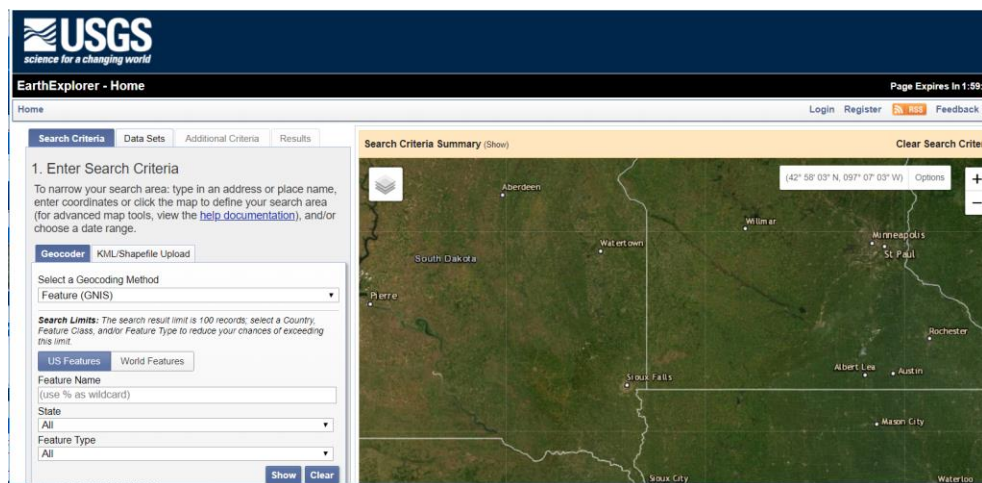 USGS
science for a changing world
EarthExplorer - Home
Page Expires In 1:59:
Home
Login Register RSS Feedback
Search Criteria Data Sets Additional Criteria Results
1. Enter Search Criteria
To narrow your search area: type in an address or place name,
enter coordinates or click the map to define your search area
(for advanced map tools, view the help documentation), and/or
choose a date range.
Geocoder KML/Shapefile Upload
Select a Geocoding Method
Feature (GNIS)
Search Limits: The search result limit is 100 records; select a Country,
Feature Class, and/or Feature Type to reduce your chances of exceeding
this limit.
US Features World Features
Feature Name
(use % as wildcard)
State
All
Feature Type
All
Show Clear
Search Criteria Summary (Show)
Clear Search Criter
(42° 58' 03" N, 097° 07' 03" W) Options
+
−
Aberdeen
Willmar
Minneapolis
Watertown
St Paul
South Dakota
Pierre
Rochester
Albert Lea
Austin
Sioux Falls
Mason City
Sioux City
Waterloo